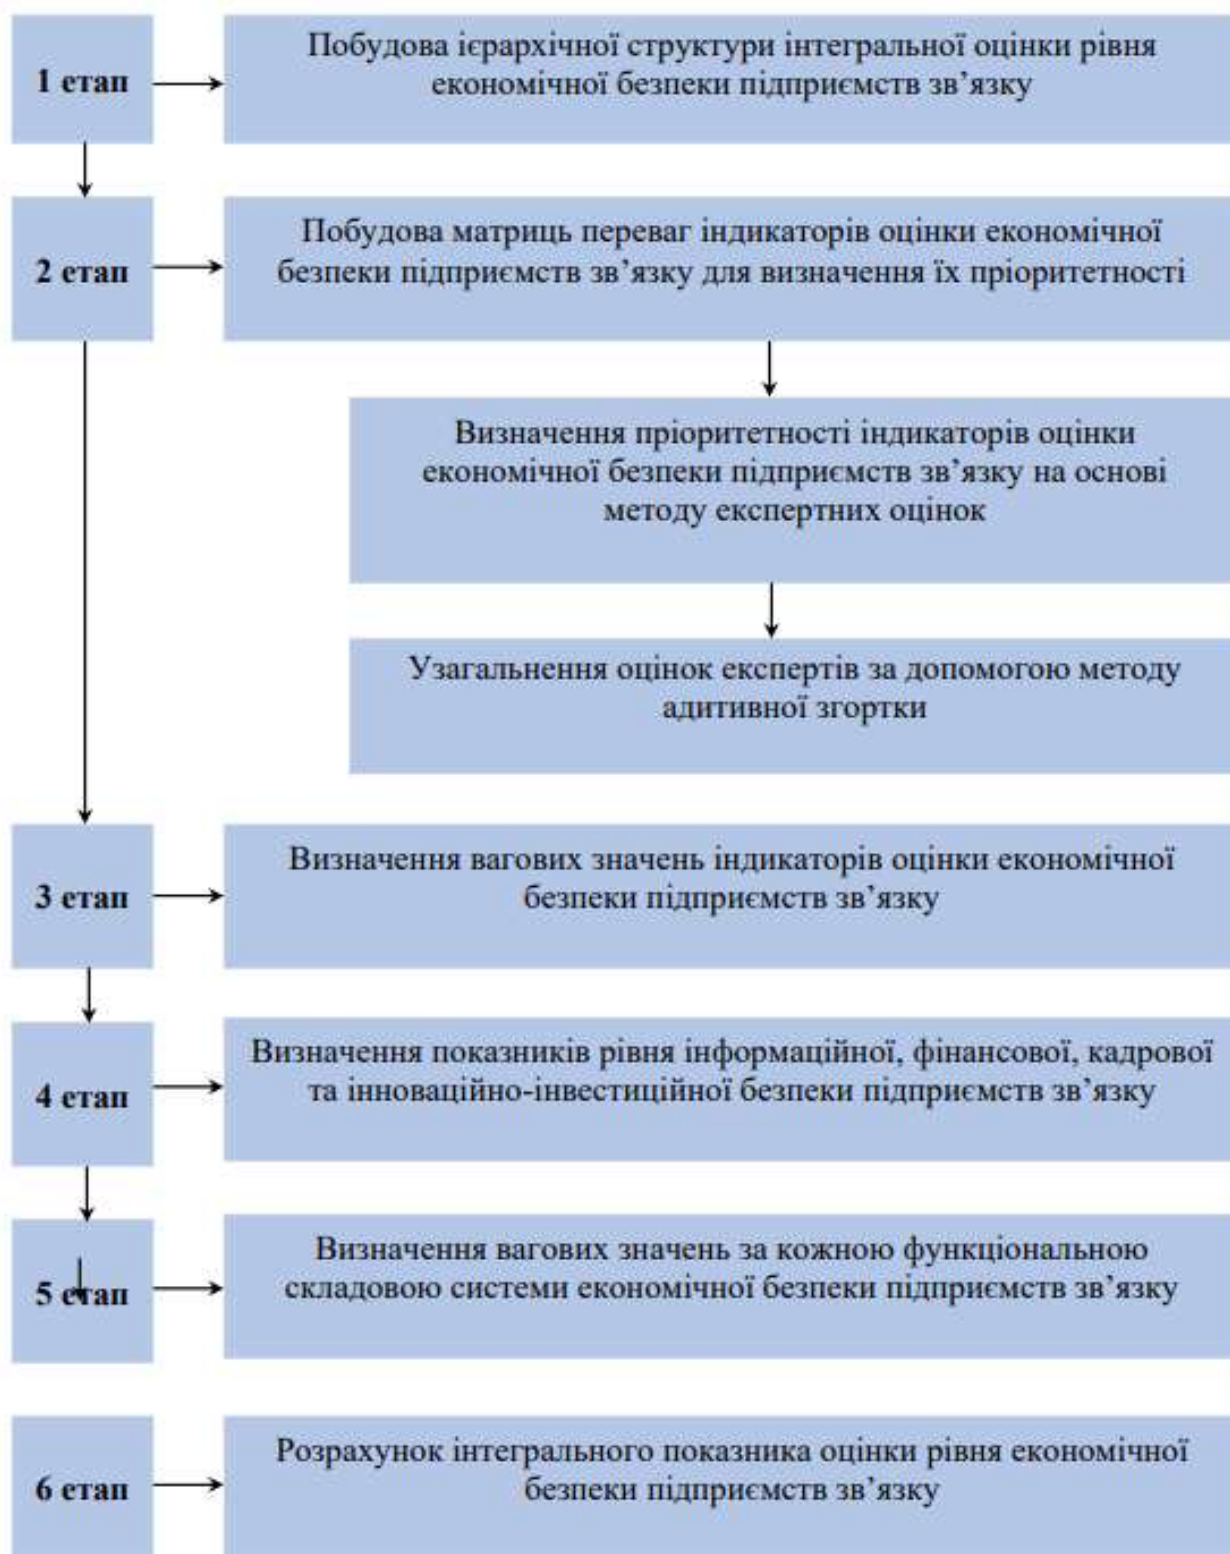 1 етап
Побудова ієрархічної структури інтегральної оцінки рівня
економічної безпеки підприємств зв’язку
2 етап
Побудова матриць переваг індикаторів оцінки економічної
безпеки підприємств зв’язку для визначення їх пріоритетності
Визначення пріоритетності індикаторів оцінки
економічної безпеки підприємств зв’язку на основі
методу експертних оцінок
Узагальнення оцінок експертів за допомогою методу
адитивної згортки
3 етап
Визначення вагових значень індикаторів оцінки економічної
безпеки підприємств зв’язку
4 етап
Визначення показників рівня інформаційної, фінансової, кадрової
та інноваційно-інвестиційної безпеки підприємств зв’язку
5 етап
Визначення вагових значень за кожною функціональною
складовою системи економічної безпеки підприємств зв’язку
6 етап
Розрахунок інтегрального показника оцінки рівня економічної
безпеки підприємств зв’язку